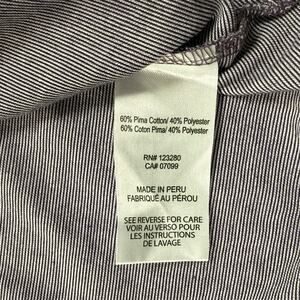 60% Pima Cotton/ 40% Polyester
60% Coton Pima/ 40% Polyester
RN# 123280
CA# 07099
MADE IN PERU
FABRIQUÉ AU PÉROU
SEE REVERSE FOR CARE
VOIR AU VERSO POUR
LES INSTRUCTIONS
DE LAVAGE